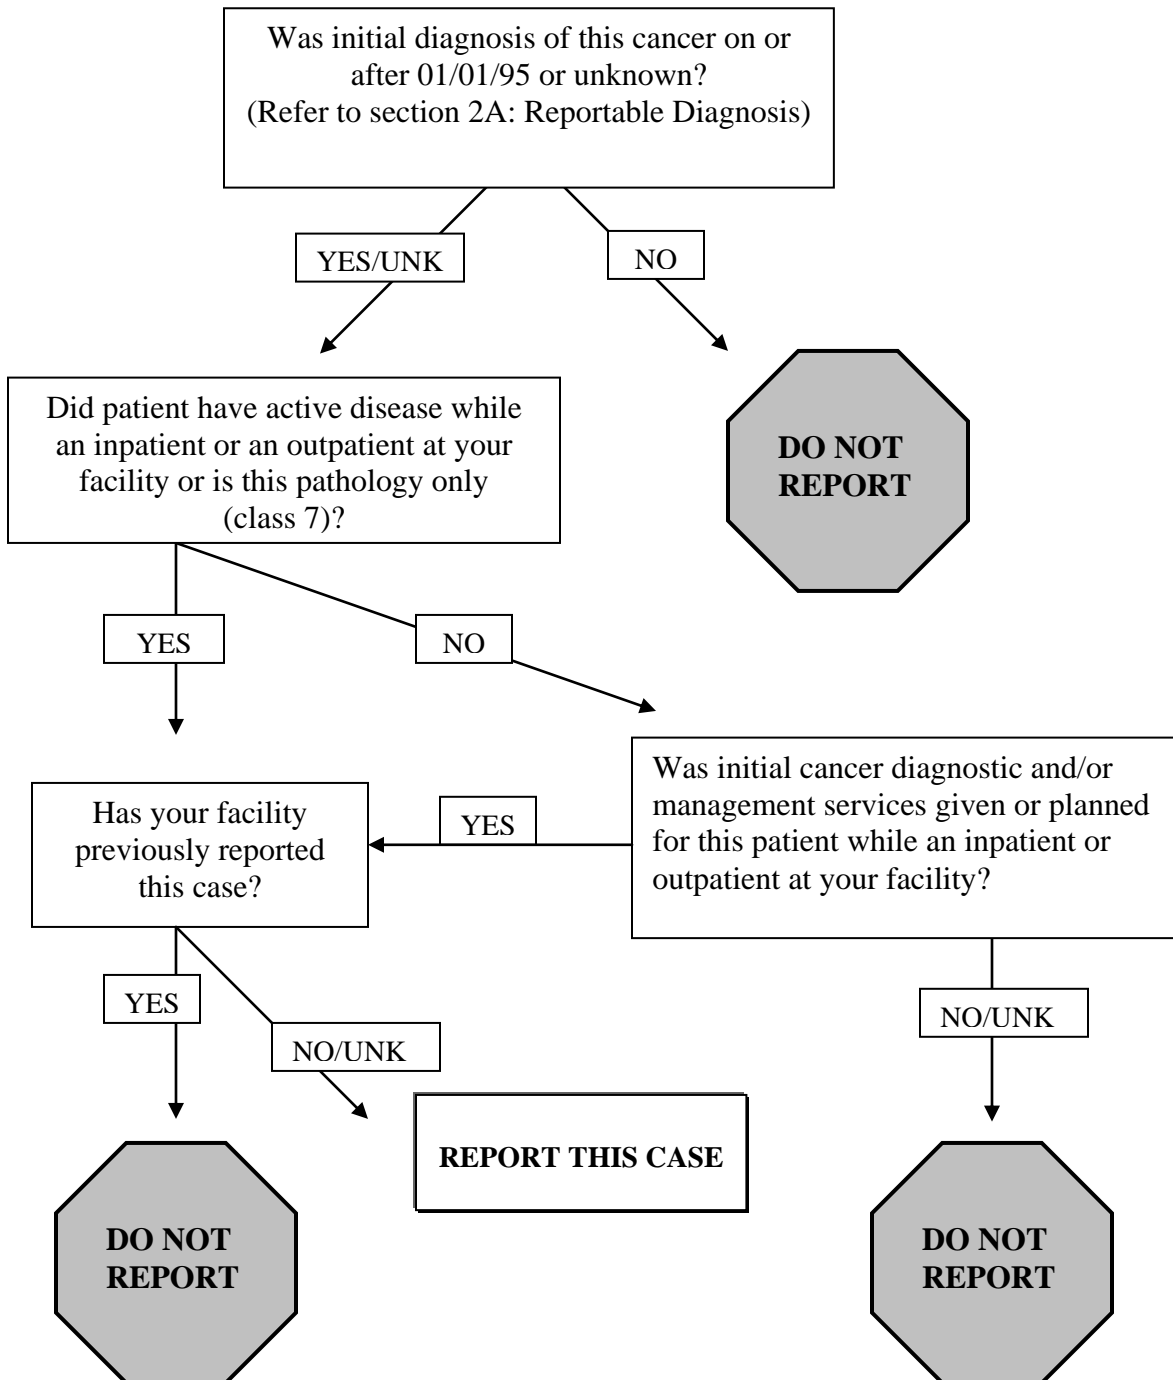 Was initial diagnosis of this cancer on or
after 01/01/95 or unknown?
(Refer to section 2A: Reportable Diagnosis)
YES/UNK
NO
Did patient have active disease while
an inpatient or an outpatient at your
facility or is this pathology only
(class 7)?
DO NOT
REPORT
YES
NO
Has your facility
previously reported
this case?
YES
Was initial cancer diagnostic and/or
management services given or planned
for this patient while an inpatient or
outpatient at your facility?
YES
NO/UNK
NO/UNK
REPORT THIS CASE
DO NOT
REPORT
DO NOT
REPORT